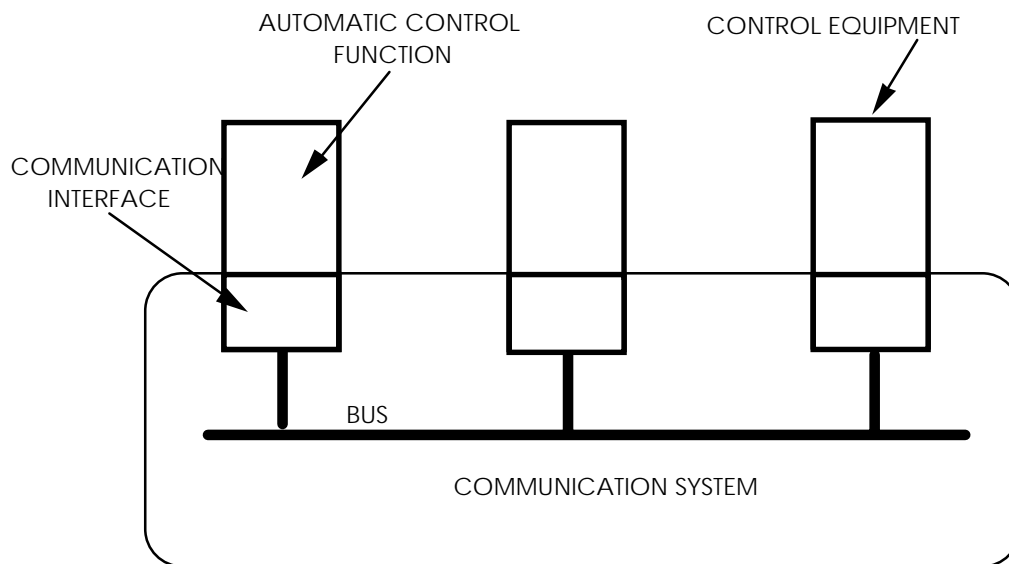 AUTOMATIC CONTROL
FUNCTION
CONTROL EQUIPMENT
COMMUNICATION
INTERFACE
BUS
COMMUNICATION SYSTEM